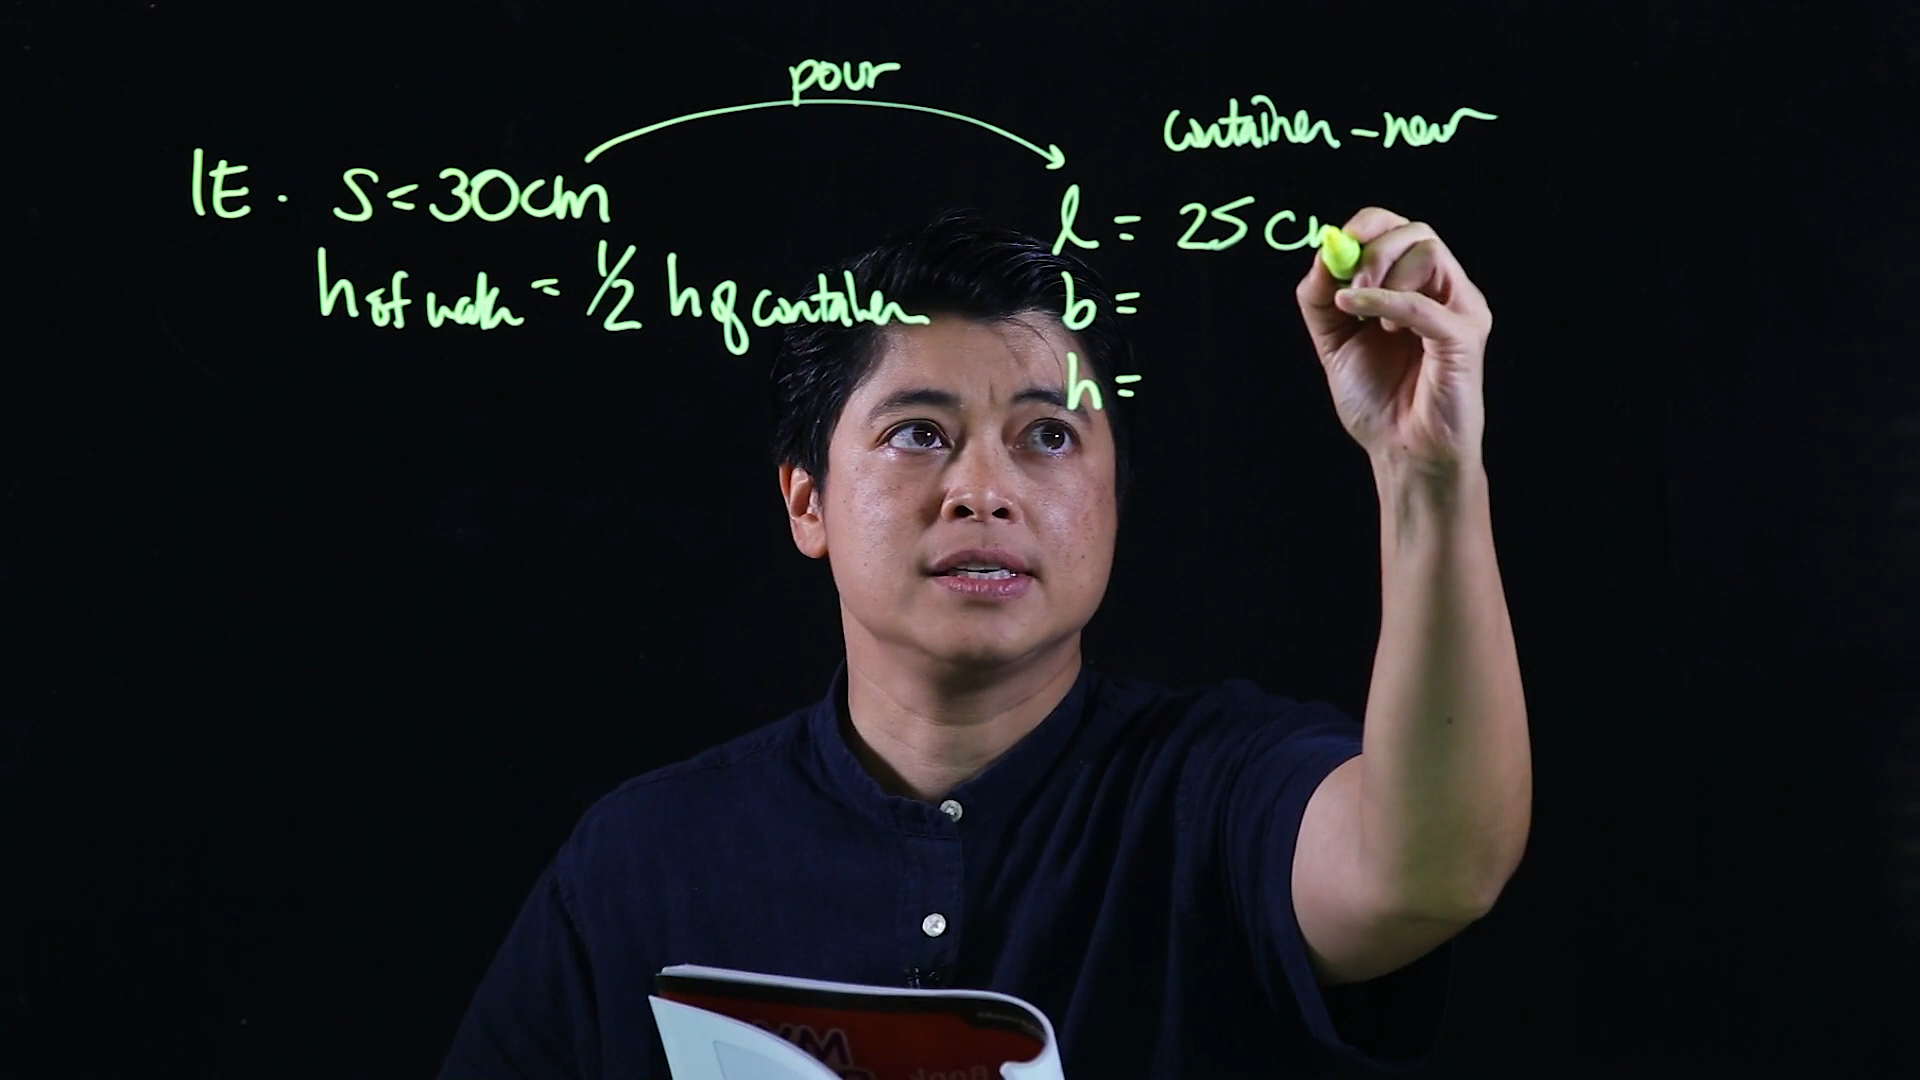 pour
container - new
1E. S = 30cm
h of water = 1/2 h of container
l = 25 cm
b =
h =